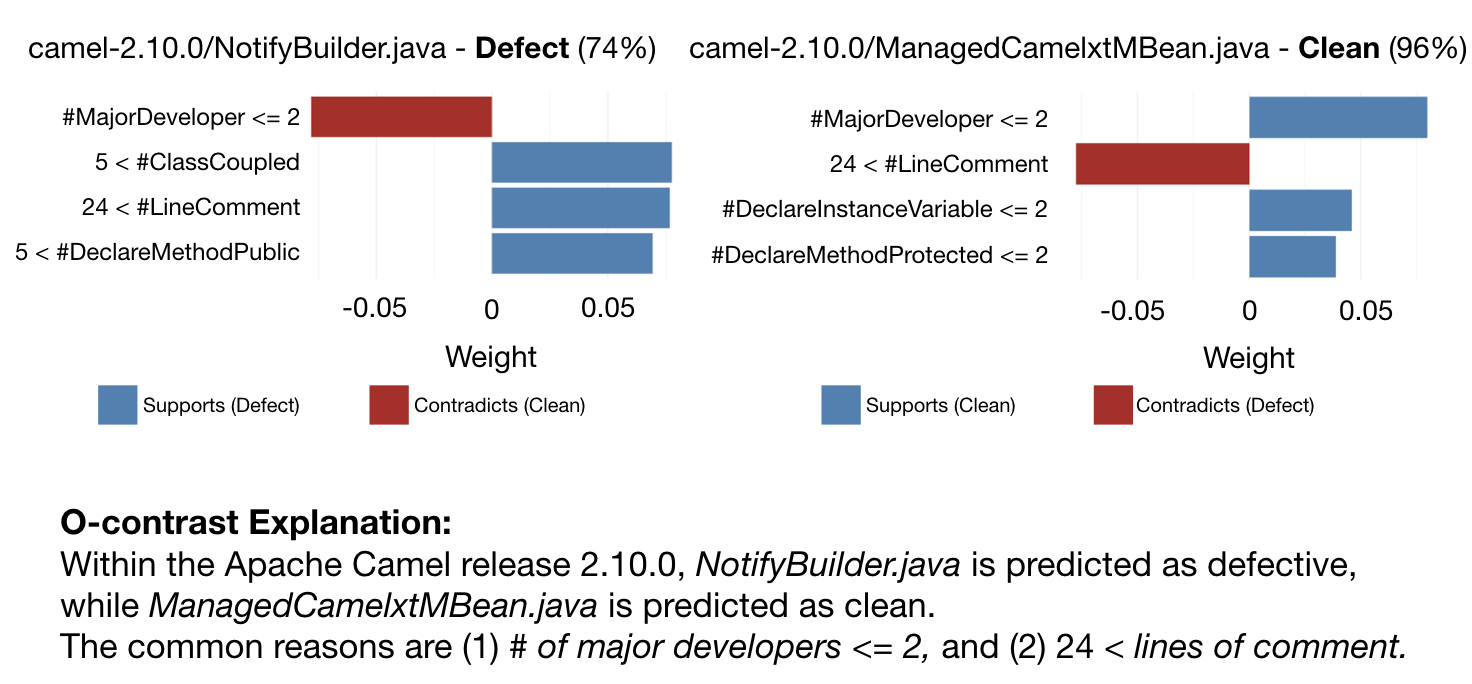 camel-2.10.0/NotifyBuilder.java - Defect (74%)
#MajorDeveloper <= 2
5 < #ClassCoupled
24 < #LineComment
5 < #DeclareMethodPublic
-0.05 0 0.05
Weight
Supports (Defect) Contradicts (Clean)
camel-2.10.0/ManagedCamelxtMBean.java - Clean (96%)
#MajorDeveloper <= 2
24 < #LineComment
#DeclareInstanceVariable <= 2
#DeclareMethodProtected <= 2
-0.05 0 0.05
Weight
Supports (Clean) Contradicts (Defect)
O-contrast Explanation:
Within the Apache Camel release 2.10.0, NotifyBuilder.java is predicted as defective,
while ManagedCamelxtMBean.java is predicted as clean.
The common reasons are (1) # of major developers <= 2, and (2) 24 < lines of comment.